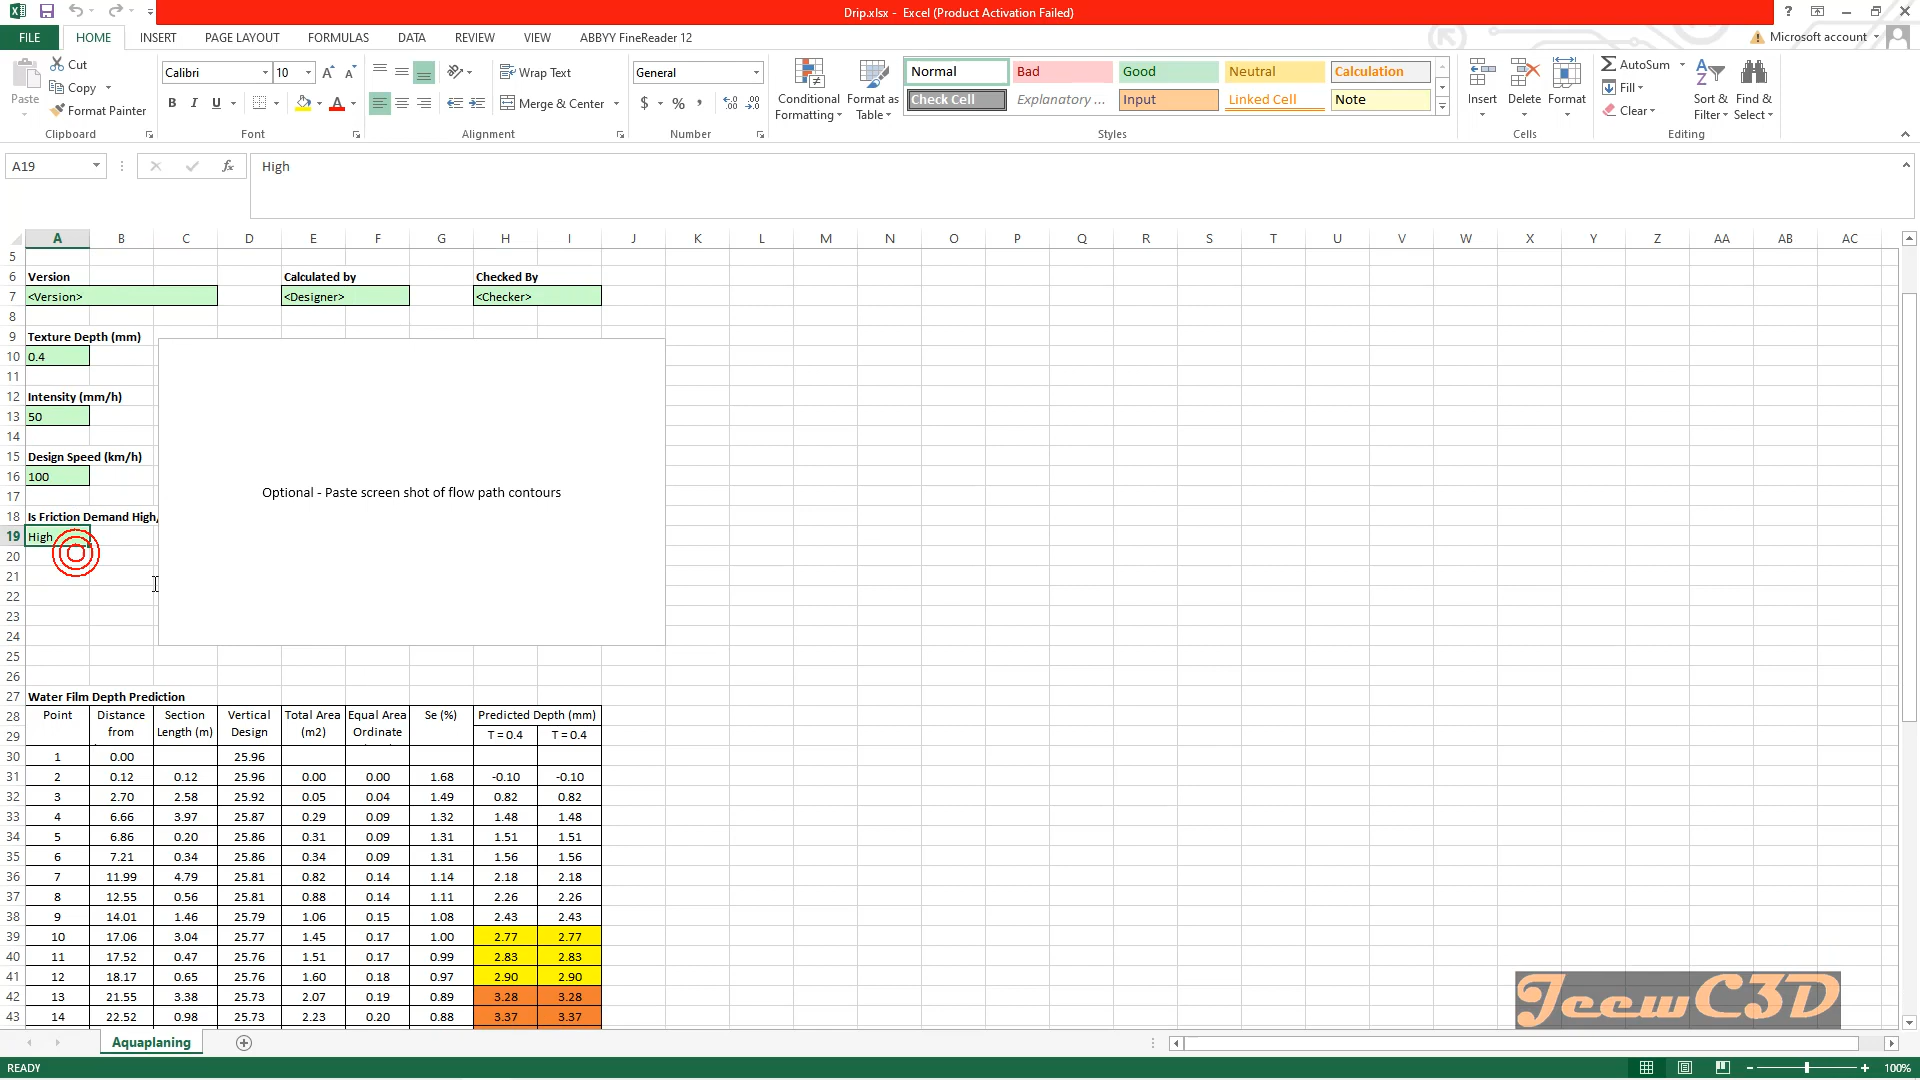 Drip.xlsx - Excel (Product Activation Failed)
FILE HOME INSERT PAGE LAYOUT FORMULAS DATA REVIEW VIEW ABBYY FineReader 12 Microsoft account
Paste Cut Copy Format Painter Clipboard
Calibri 10 B I U A Font
Wrap Text Merge & Center Alignment
General $ % , Number
Conditional Formatting Format as Table
Normal Bad Good Neutral Calculation
Check Cell Explanatory ... Input Linked Cell Note
Styles
Insert Delete Format Cells
AutoSum Fill Clear Sort & Filter Find & Select Editing
A19 fx High
A B C D E F G H I J K L M N O P Q R S T U V W X Y Z AA AB AC
5
6 Version Calculated by Checked By
7 <Version> <Designer> <Checker>
8
9 Texture Depth (mm)
10 0.4
11
12 Intensity (mm/h)
13 50
14
15 Design Speed (km/h)
16 100
17
Optional - Paste screen shot of flow path contours
18 Is Friction Demand High/
19 High
20
21
22
23
24
25
26
27 Water Film Depth Prediction
28 Point Distance from Section Length (m) Vertical Design Total Area (m2) Equal Area Ordinate Se (%) Predicted Depth (mm)
29 T = 0.4 T = 0.4
30 1 0.00 25.96
31 2 0.12 0.12 25.96 0.00 0.00 1.68 -0.10 -0.10
32 3 2.70 2.58 25.92 0.05 0.04 1.49 0.82 0.82
33 4 6.66 3.97 25.87 0.29 0.09 1.32 1.48 1.48
34 5 6.86 0.20 25.86 0.31 0.09 1.31 1.51 1.51
35 6 7.21 0.34 25.86 0.34 0.09 1.31 1.56 1.56
36 7 11.99 4.79 25.81 0.82 0.14 1.14 2.18 2.18
37 8 12.55 0.56 25.81 0.88 0.14 1.11 2.26 2.26
38 9 14.01 1.46 25.79 1.06 0.15 1.08 2.43 2.43
39 10 17.06 3.04 25.77 1.45 0.17 1.00 2.77 2.77
40 11 17.52 0.47 25.76 1.51 0.17 0.99 2.83 2.83
41 12 18.17 0.65 25.76 1.60 0.18 0.97 2.90 2.90
42 13 21.55 3.38 25.73 2.07 0.19 0.89 3.28 3.28
43 14 22.52 0.98 25.73 2.23 0.20 0.88 3.37 3.37
JeewC3D
Aquaplaning
READY 100%